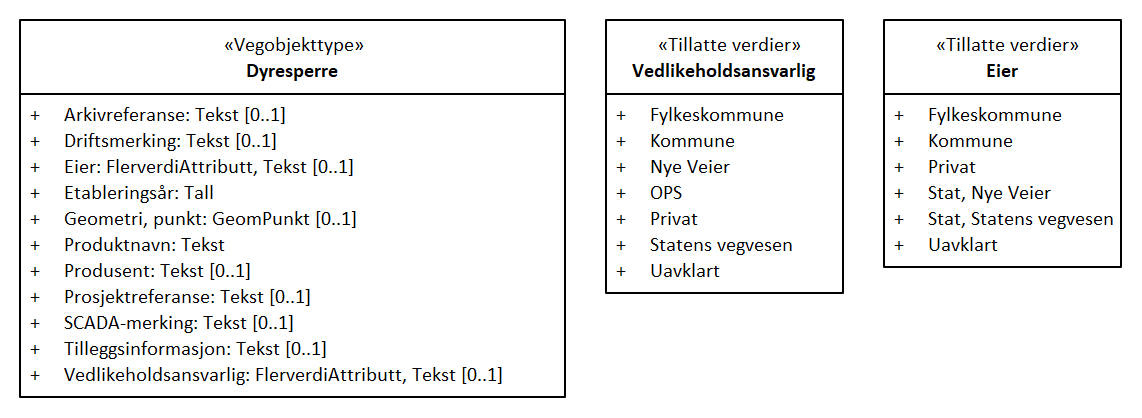 «Vegobjekttype»
Dyresperre
+ Arkivreferanse: Tekst [0..1]
+ Driftsmerking: Tekst [0..1]
+ Eier: FlerverdiAttributt, Tekst [0..1]
+ Etableringsår: Tall
+ Geometri, punkt: GeomPunkt [0..1]
+ Produktnavn: Tekst
+ Produsent: Tekst [0..1]
+ Prosjektreferanse: Tekst [0..1]
+ SCADA-merking: Tekst [0..1]
+ Tilleggsinformasjon: Tekst [0..1]
+ Vedlikeholdsansvarlig: FlerverdiAttributt, Tekst [0..1]
«Tillatte verdier»
Vedlikeholdsansvarlig
+ Fylkeskommune
+ Kommune
+ Nye Veier
+ OPS
+ Privat
+ Statens vegvesen
+ Uavklart
«Tillatte verdier»
Eier
+ Fylkeskommune
+ Kommune
+ Privat
+ Stat, Nye Veier
+ Stat, Statens vegvesen
+ Uavklart